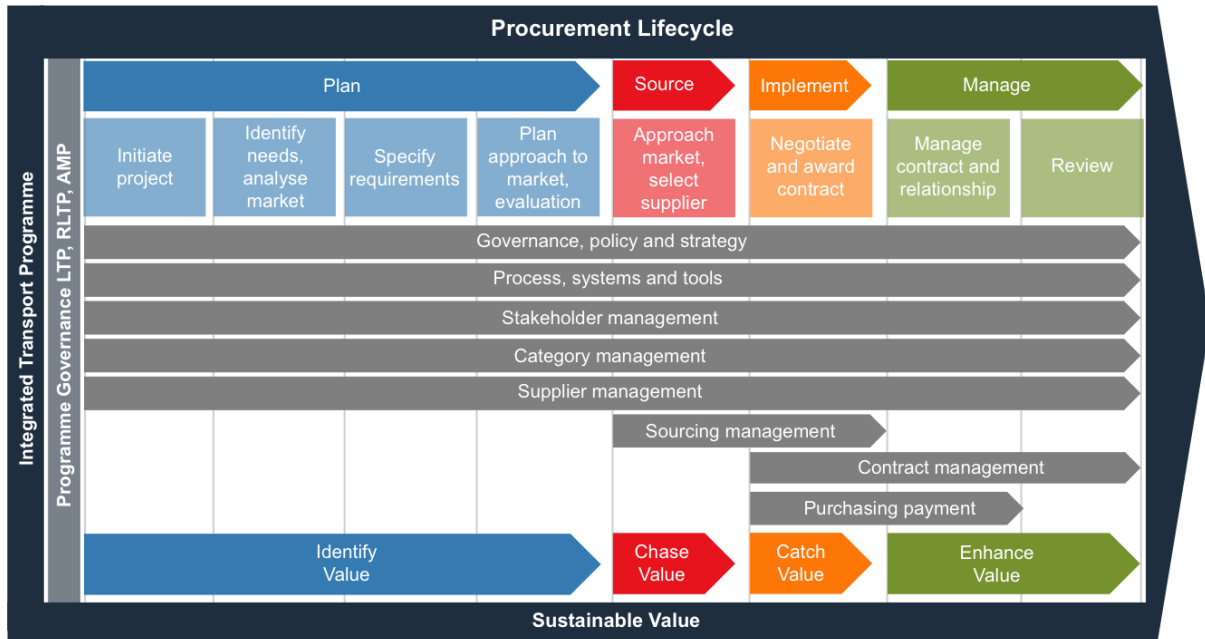 Procurement Lifecycle
Integrated Transport Programme
Programme Governance LTP, RLTP, AMP
Plan
Source
Implement
Manage
Initiate
project
Identify
needs,
analyse
market
Specify
requirements
Plan
approach to
market,
evaluation
Approach
market,
select
supplier
Negotiate
and award
contract
Manage
contract and
relationship
Review
Governance, policy and strategy
Process, systems and tools
Stakeholder management
Category management
Supplier management
Sourcing management
Contract management
Purchasing payment
Identify
Value
Chase
Value
Catch
Value
Enhance
Value
Sustainable Value